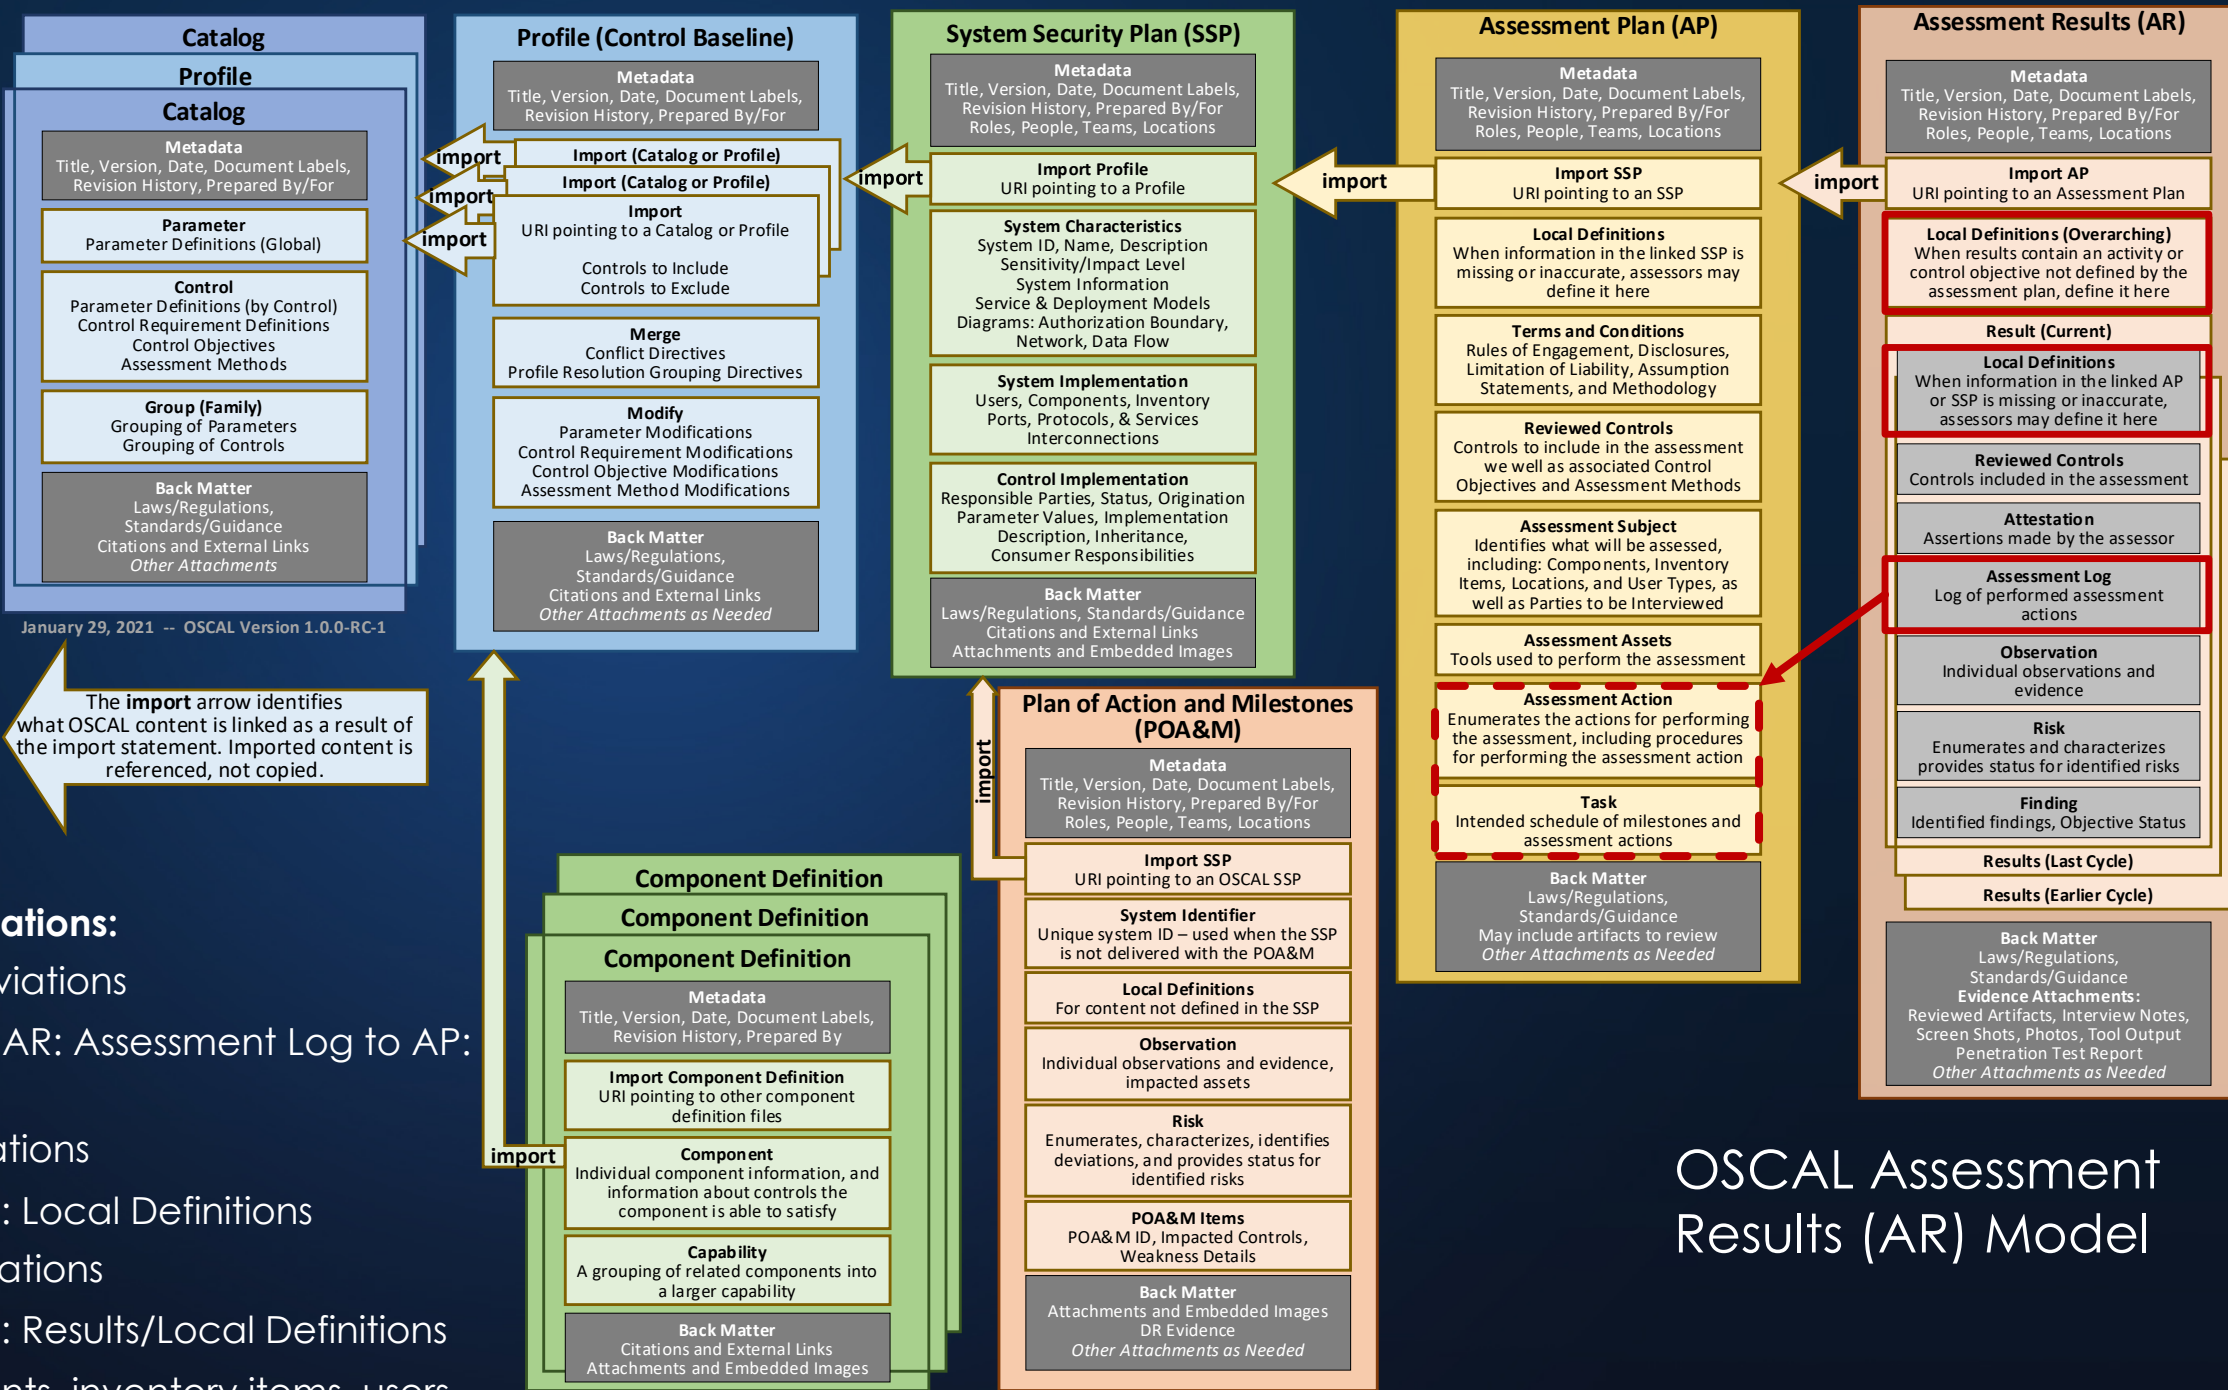 Catalog
Profile
Catalog
Metadata
Title, Version, Date, Document Labels,
Revision History, Prepared By/For
Parameter
Parameter Definitions (Global)
Control
Parameter Definitions (by Control)
Control Requirement Definitions
Control Objectives
Assessment Methods
Group (Family)
Grouping of Parameters
Grouping of Controls
Back Matter
Laws/Regulations,
Standards/Guidance
Citations and External Links
Other Attachments
January 29, 2021 -- OSCAL Version 1.0.0-RC-1
The import arrow identifies
what OSCAL content is linked as a result of
the import statement. Imported content is
referenced, not copied.
Profile (Control Baseline)
Metadata
Title, Version, Date, Document Labels,
Revision History, Prepared By/For
import
Import (Catalog or Profile)
import
Import (Catalog or Profile)
import
Import
URI pointing to a Catalog or Profile
Controls to Include
Controls to Exclude
Merge
Conflict Directives
Profile Resolution Grouping Directives
Modify
Parameter Modifications
Control Requirement Modifications
Control Objective Modifications
Assessment Method Modifications
Back Matter
Laws/Regulations,
Standards/Guidance
Citations and External Links
Other Attachments as Needed
System Security Plan (SSP)
Metadata
Title, Version, Date, Document Labels,
Revision History, Prepared By/For
Roles, People, Teams, Locations
import
Import Profile
URI pointing to a Profile
System Characteristics
System ID, Name, Description
Sensitivity/Impact Level
System Information
Service & Deployment Models
Diagrams: Authorization Boundary,
Network, Data Flow
System Implementation
Users, Components, Inventory
Ports, Protocols, & Services
Interconnections
Control Implementation
Responsible Parties, Status, Origination
Parameter Values, Implementation
Description, Inheritance,
Consumer Responsibilities
Back Matter
Laws/Regulations, Standards/Guidance
Citations and External Links
Attachments and Embedded Images
Assessment Plan (AP)
Metadata
Title, Version, Date, Document Labels,
Revision History, Prepared By/For
Roles, People, Teams, Locations
import
Import SSP
URI pointing to an SSP
Local Definitions
When information in the linked SSP is
missing or inaccurate, assessors may
define it here
Terms and Conditions
Rules of Engagement, Disclosures,
Limitation of Liability, Assumption
Statements, and Methodology
Reviewed Controls
Controls to include in the assessment
we well as associated Control
Objectives and Assessment Methods
Assessment Subject
Identifies what will be assessed,
including: Components, Inventory
Items, Locations, and User Types, as
well as Parties to be Interviewed
Assessment Assets
Tools used to perform the assessment
Assessment Action
Enumerates the actions for performing
the assessment, including procedures
for performing the assessment action
Task
Intended schedule of milestones and
assessment actions
Back Matter
Laws/Regulations,
Standards/Guidance
May include artifacts to review
Other Attachments as Needed
Assessment Results (AR)
Metadata
Title, Version, Date, Document Labels,
Revision History, Prepared By/For
Roles, People, Teams, Locations
import
Import AP
URI pointing to an Assessment Plan
Local Definitions (Overarching)
When results contain an activity or
control objective not defined by the
assessment plan, define it here
Result (Current)
Local Definitions
When information in the linked AP
or SSP is missing or inaccurate,
assessors may define it here
Reviewed Controls
Controls included in the assessment
Attestation
Assertions made by the assessor
Assessment Log
Log of performed assessment
actions
Observation
Individual observations and
evidence
Risk
Enumerates and characterizes
provides status for identified risks
Finding
Identified findings, Objective Status
Results (Last Cycle)
Results (Earlier Cycle)
Back Matter
Laws/Regulations,
Standards/Guidance
Evidence Attachments:
Reviewed Artifacts, Interview Notes,
Screen Shots, Photos, Tool Output
Penetration Test Report
Other Attachments as Needed
Component Definition
Component Definition
Component Definition
Metadata
Title, Version, Date, Document Labels,
Revision History, Prepared By
Import Component Definition
URI pointing to other component
definition files
import
Component
Individual component information, and
information about controls the
component is able to satisfy
Capability
A grouping of related components into
a larger capability
Back Matter
Citations and External Links
Attachments and Embedded Images
Plan of Action and Milestones
(POA&M)
Metadata
Title, Version, Date, Document Labels,
Revision History, Prepared By/For
Roles, People, Teams, Locations
import
Import SSP
URI pointing to an OSCAL SSP
System Identifier
Unique system ID – used when the SSP
is not delivered with the POA&M
Local Definitions
For content not defined in the SSP
Observation
Individual observations and evidence,
impacted assets
Risk
Enumerates, characterizes, identifies
deviations, and provides status for
identified risks
POA&M Items
POA&M ID, Impacted Controls,
Weakness Details
Back Matter
Attachments and Embedded Images
DR Evidence
Other Attachments as Needed
ations:
viations
AR: Assessment Log to AP:
ations
: Local Definitions
ations
: Results/Local Definitions
nts, inventory items, users
OSCAL Assessment
Results (AR) Model